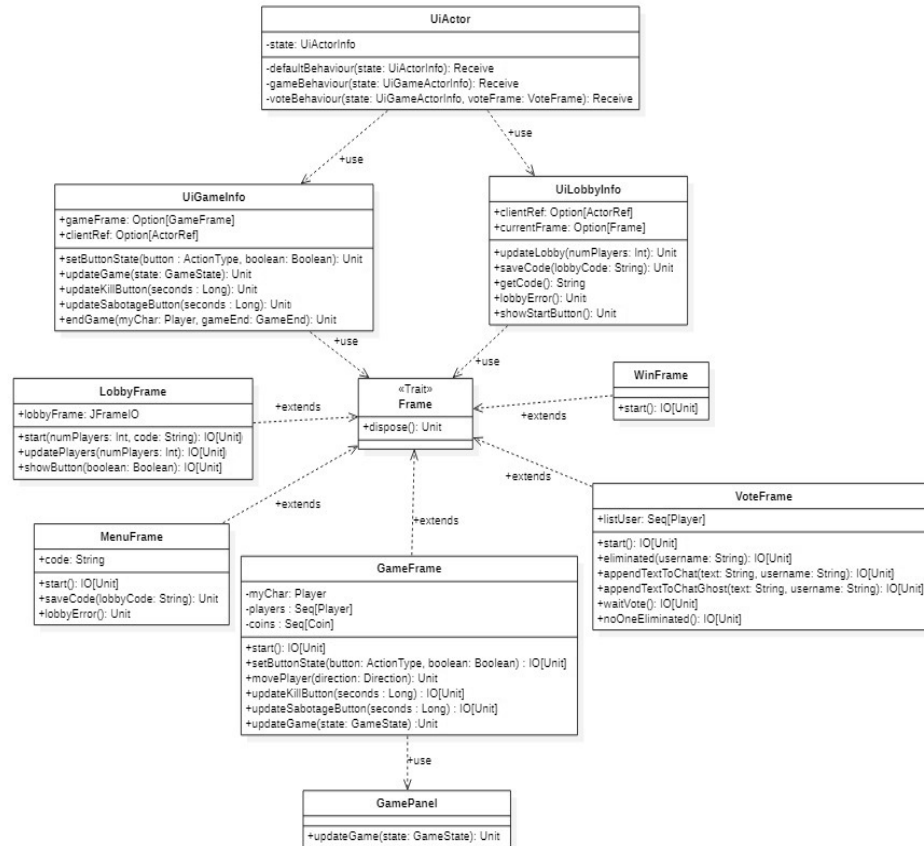 UiActor
-state: UiActorInfo
-defaultBehaviour(state: UiActorInfo): Receive
-gameBehaviour(state: UiGameActorInfo): Receive
-voteBehaviour(state: UiGameActorInfo, voteFrame: VoteFrame): Receive
+use
+use
UiGameInfo
+gameFrame: Option[GameFrame]
+clientRef: Option[ActorRef]
+setButtonState(button : ActionType, boolean: Boolean): Unit
+updateGame(state: GameState): Unit
+updateKillButton(seconds : Long): Unit
+updateSabotageButton(seconds : Long): Unit
+endGame(myChar: Player, gameEnd: GameEnd): Unit
UiLobbyInfo
+clientRef: Option[ActorRef]
+currentFrame: Option[Frame]
+updateLobby(numPlayers: Int): Unit
+saveCode(lobbyCode: String): Unit
+getCode(): String
+lobbyError(): Unit
+showStartButton(): Unit
+use
+use
LobbyFrame
+lobbyFrame: JFrameIO
+start(numPlayers: Int, code: String): IO[Unit]
+updatePlayers(numPlayers: Int): IO[Unit]
+showButton(boolean: Boolean): IO[Unit]
+extends
«Trait»
Frame
+dispose(): Unit
+extends
WinFrame
+start(): IO[Unit]
+extends
+extends
+extends
MenuFrame
+code: String
+start(): IO[Unit]
+saveCode(lobbyCode: String): Unit
+lobbyError(): Unit
GameFrame
-myChar: Player
-players : Seq[Player]
-coins : Seq[Coin]
+start(): IO[Unit]
+setButtonState(button: ActionType, boolean: Boolean) : IO[Unit]
+movePlayer(direction: Direction): Unit
+updateKillButton(seconds : Long) : IO[Unit]
+updateSabotageButton(seconds : Long) : IO[Unit]
+updateGame(state: GameState) :Unit
VoteFrame
+listUser: Seq[Player]
+start(): IO[Unit]
+eliminated(username: String): IO[Unit]
+appendTextToChat(text: String, username: String): IO[Unit]
+appendTextToChatGhost(text: String, username: String): IO[Unit]
+waitVote(): IO[Unit]
+noOneEliminated(): IO[Unit]
+use
GamePanel
+updateGame(state: GameState): Unit